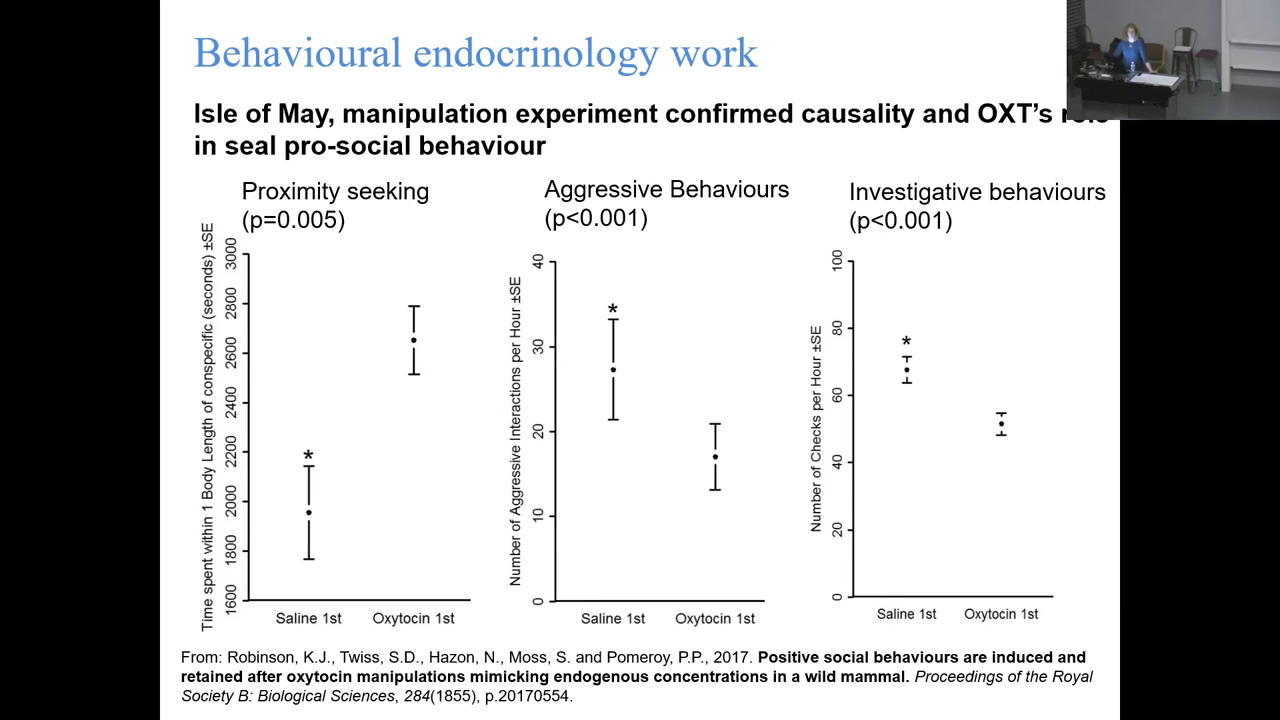 Behavioural endocrinology work
Isle of May, manipulation experiment confirmed causality and OXT's
in seal pro-social behaviour
Proximity seeking
(p=0.005)
Time spent within 1 Body Length of conspecific (seconds) ±SE
3000
2800
2600
2400
2200
2000
1800
1600
*
Saline 1st Oxytocin 1st
Aggressive Behaviours
(p<0.001)
Number of Aggressive Interactions per Hour ±SE
40
30
20
10
0
*
Saline 1st Oxytocin 1st
Investigative behaviours
(p<0.001)
Number of Checks per Hour ±SE
100
80
60
40
20
0
*
Saline 1st Oxytocin 1st
From: Robinson, K.J., Twiss, S.D., Hazon, N., Moss, S. and Pomeroy, P.P., 2017. Positive social behaviours are induced and
retained after oxytocin manipulations mimicking endogenous concentrations in a wild mammal. Proceedings of the Royal
Society B: Biological Sciences, 284(1855), p.20170554.